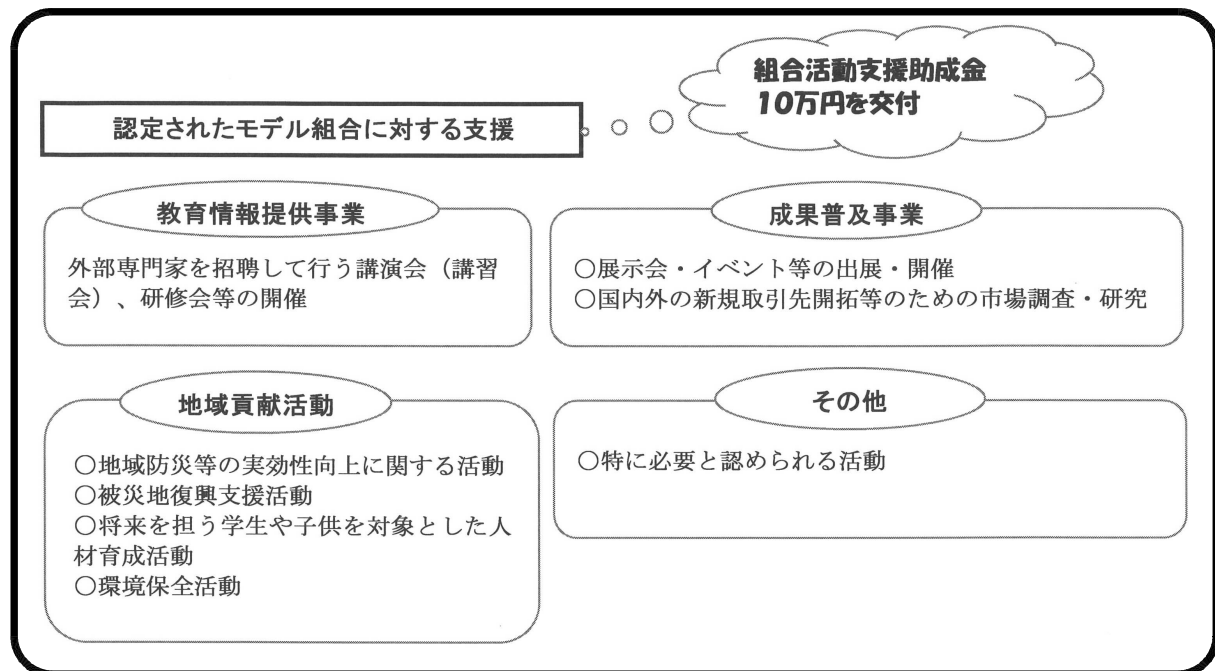 組合活動支援助成金
10万円を交付
認定されたモデル組合に対する支援
教育情報提供事業
外部専門家を招聘して行う講演会（講習
会）、研修会等の開催
成果普及事業
○展示会・イベント等の出展・開催
○国内外の新規取引先開拓等のための市場調査・研究
地域貢献活動
○地域防災等の実効性向上に関する活動
○被災地復興支援活動
○将来を担う学生や子供を対象とした人
材育成活動
○環境保全活動
その他
○特に必要と認められる活動